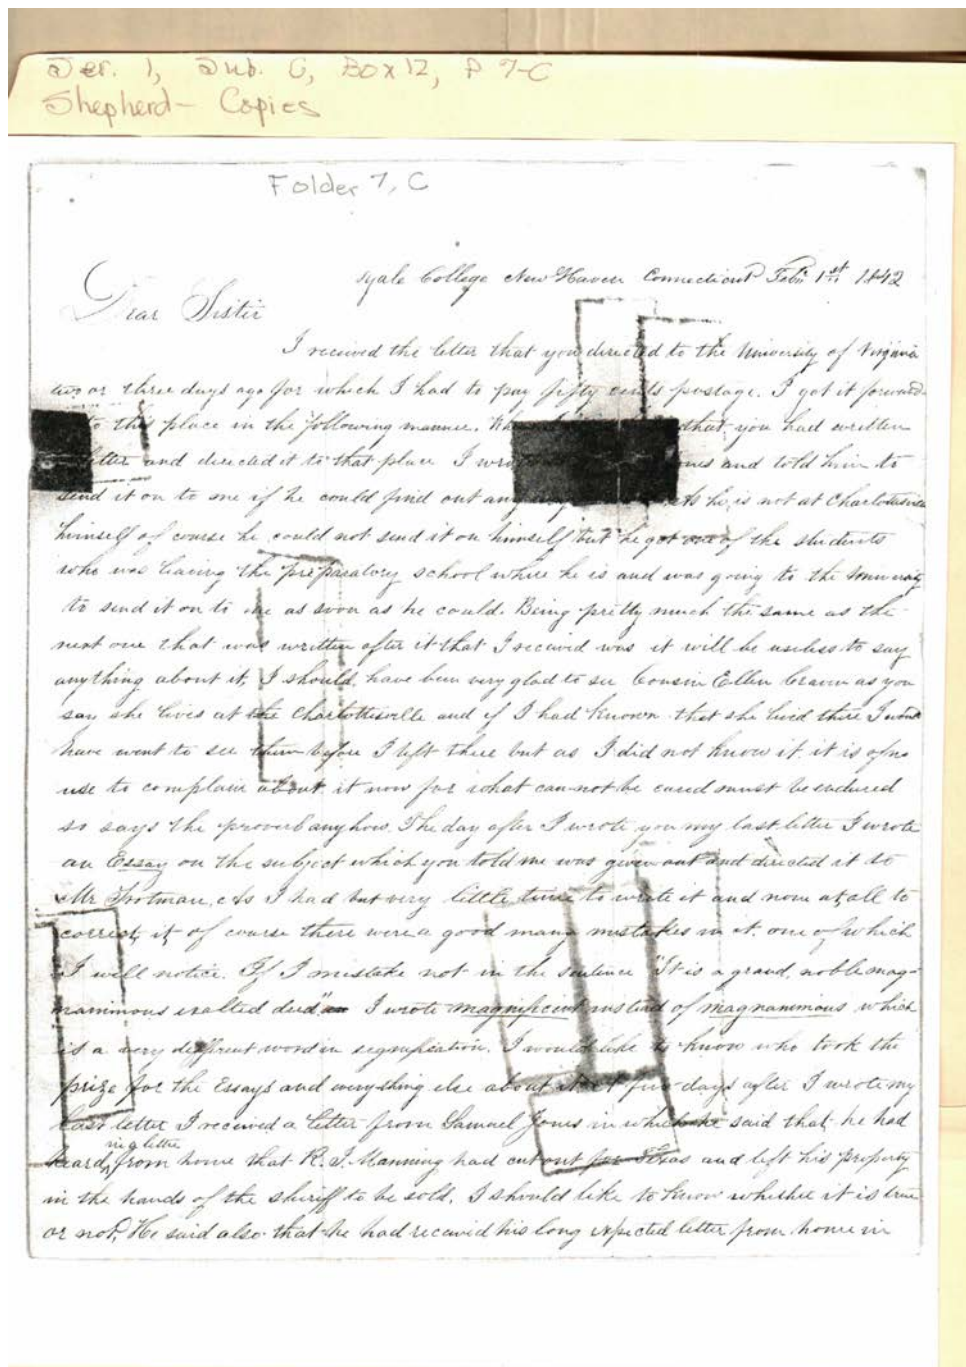 Ser. 1, Sub. C, Box 12, F 7-C
Shepherd - Copies
Folder 7, C
Yale College New Haven Connecticut Feb. 1st 1842
Dear Sister
I received the letter that you directed to the University of Virginia
two or three days ago for which I had to pay fifty cents postage. I got it forward-
to this place in the following manner. that you had written
letter and directed it to that place I and told him to
send it on to me if he could find out any As he is not at Charlottesville
himself of course he could not send it on himself but he got one of the students
who was leaving the preparatory school where he is and was going to the University
to send it on to me as soon as he could. Being pretty much the same as the
next one that was written after it that I received was it will be useless to say
anything about it, I should have been very glad to see Cousin Ellen Craven as you
say she lives at the Charlottesville and if I had known that she lived there I would
have went to see them before I left there but as I did not know it. it is of no
use to complain about it now for what can not be cured must be endured
so says the proverb anyhow. The day after I wrote you my last letter I wrote
an Essay on the subject which you told me was given out and directed it to
Mr Trotman, As I had but very little time to write it and none at all to
correct it of course there were a good many mistakes in it. one of which
I will notice. If I mistake not in the sentence "It is a grand, noble mag-
nanimous exalted deed" I wrote magnificent instead of magnanimous which
is a very different word in signification. I would like to know who took the
prize for the Essays and everything else about it. A few days after I wrote my
last letter I received a letter from Samuel Jones in which he said that he had
in a letter
heard from home that R. J. Manning had cut out for Texas and left his property
in the hands of the sheriff to be sold. I should like to know whether it is true
or not, He said also that he had received his long expected letter from home in